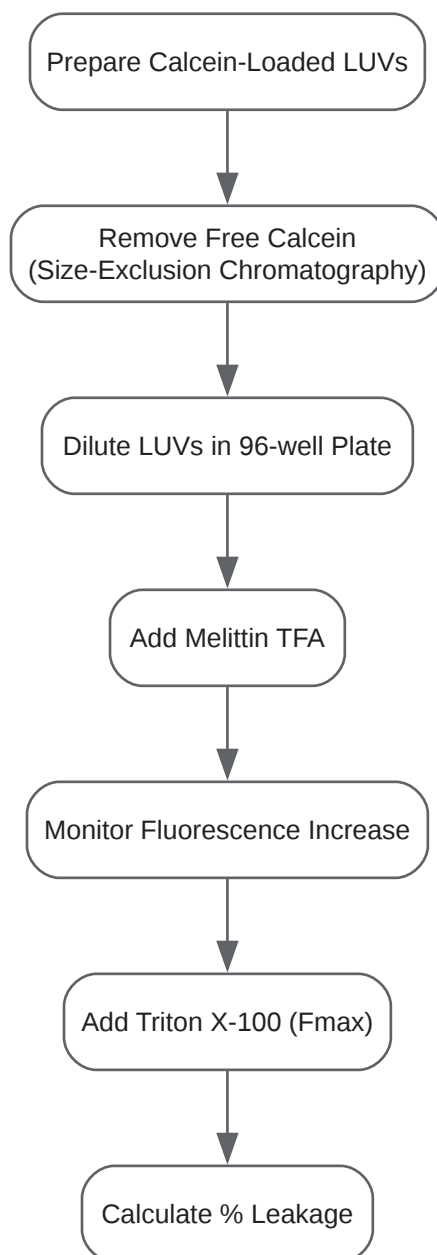 Prepare Calcein-Loaded LUVs
Remove Free Calcein
(Size-Exclusion Chromatography)
Dilute LUVs in 96-well Plate
Add Melittin TFA
Monitor Fluorescence Increase
Add Triton X-100 (Fmax)
Calculate % Leakage